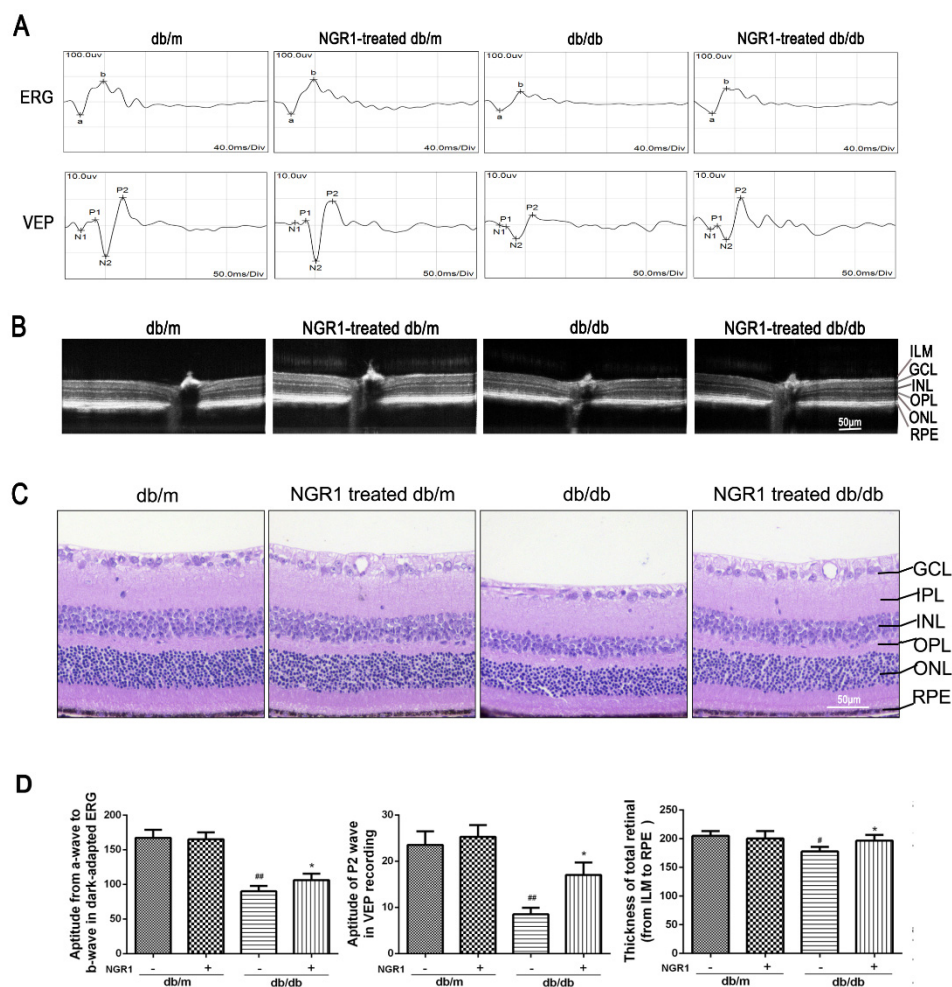 A
db/m NGR1-treated db/m db/db NGR1-treated db/db
ERG
100.0uv b a 40.0ms/Div
100.0uv b a 40.0ms/Div
100.0uv b a 40.0ms/Div
100.0uv b a 40.0ms/Div
VEP
10.0uv P2 P1 N1 N2 50.0ms/Div
10.0uv P2 P1 N1 N2 50.0ms/Div
10.0uv P2 P1 N1 N2 50.0ms/Div
10.0uv P2 P1 N1 N2 50.0ms/Div
B
db/m NGR1-treated db/m db/db NGR1-treated db/db
ILM
GCL
INL
OPL
ONL
RPE
50μm
C
db/m NGR1 treated db/m db/db NGR1 treated db/db
GCL
IPL
INL
OPL
ONL
RPE
50μm
D
Aptitude from a-wave to
b-wave in dark-adapted ERG
200
150
100
50
0
## *
NGR1 - + - +
db/m db/db
Aptitude of P2 wave
in VEP recording
30
20
10
0
## *
NGR1 - + - +
db/m db/db
Thickness of total retinal
(from ILM to RPE )
250
200
150
100
50
0
# *
NGR1 - + - +
db/m db/db